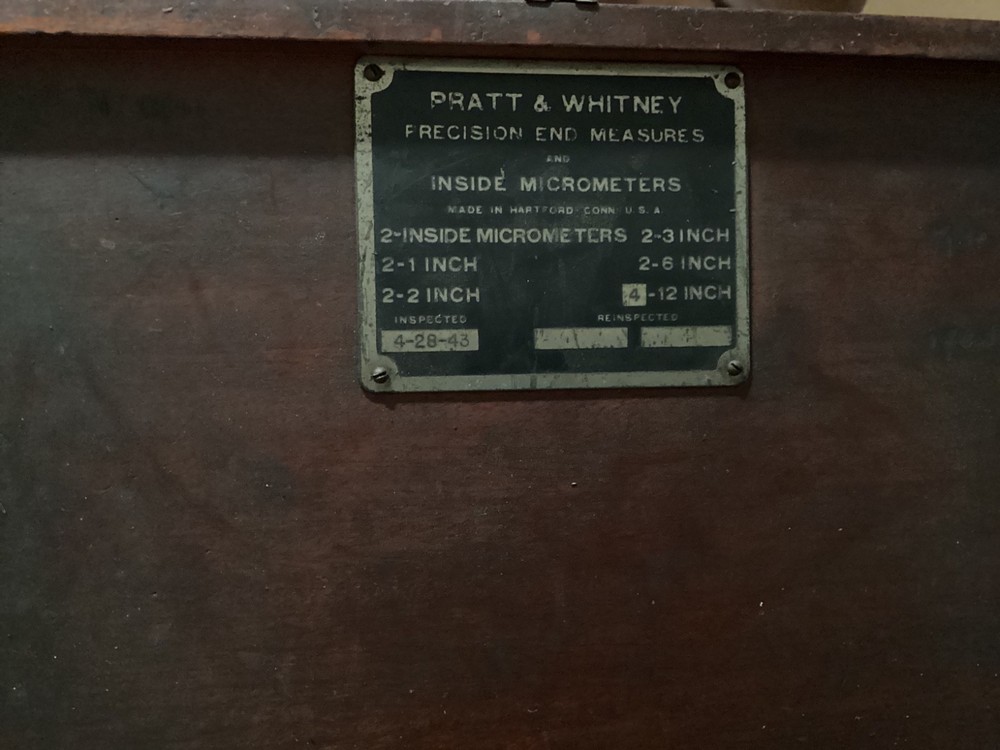 PRATT & WHITNEY
PRECISION END MEASURES
AND
INSIDE MICROMETERS
MADE IN HARTFORD CONN. U.S.A.
2-INSIDE MICROMETERS 2-3 INCH
2-1 INCH 2-6 INCH
2-2 INCH 4-12 INCH
INSPECTED REINSPECTED
4-28-43